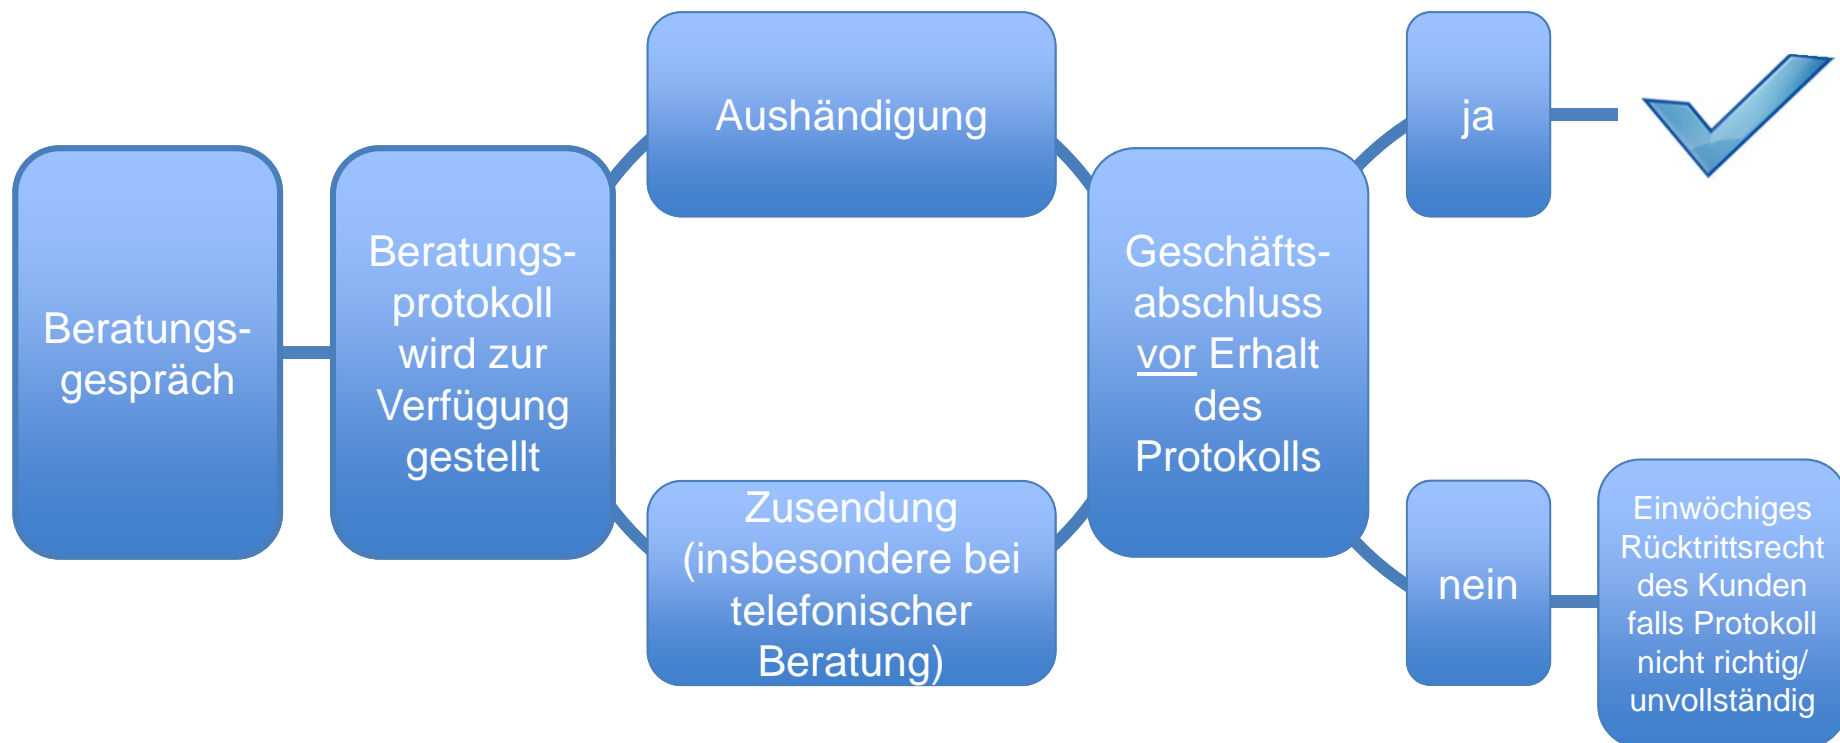 Beratungs-
gespräch
Beratungs-
protokoll
wird zur
Verfügung
gestellt
Aushändigung
Zusendung
(insbesondere bei
telefonischer
Beratung)
Geschäfts-
abschluss
vor Erhalt
des
Protokolls
ja
nein
Einwöchiges
Rücktrittsrecht
des Kunden
falls Protokoll
nicht richtig/
unvollständig